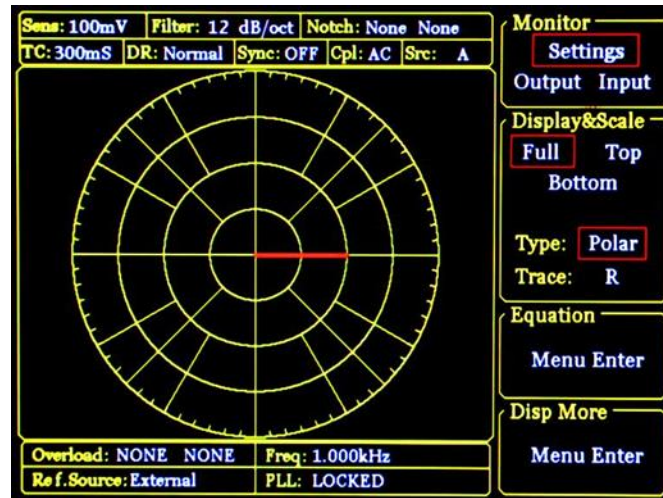 Sens: 100mV Filter: 12 dB/oct Notch: None None
TC: 300mS DR: Normal Sync: OFF Cpl: AC Src: A
Monitor
Settings
Output Input
Display&Scale
Full Top
Bottom
Type: Polar
Trace: R
Equation
Menu Enter
Disp More
Menu Enter
Overload: NONE NONE Freq: 1.000kHz
Ref.Source: External PLL: LOCKED